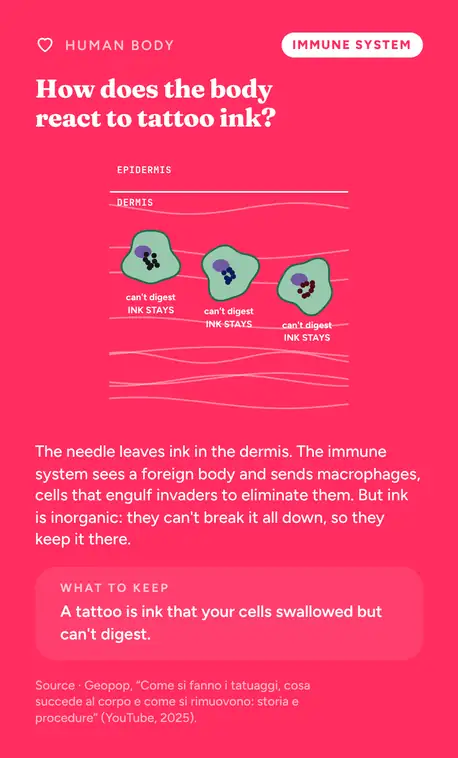 HUMAN BODY
IMMUNE SYSTEM
How does the body
react to tattoo ink?
EPIDERMIS
DERMIS
can't digest
INK STAYS
can't digest
INK STAYS
can't digest
INK STAYS
The needle leaves ink in the dermis. The immune
system sees a foreign body and sends macrophages,
cells that engulf invaders to eliminate them. But ink
is inorganic: they can't break it all down, so they
keep it there.
WHAT TO KEEP
A tattoo is ink that your cells swallowed but
can't digest.
Source · Geopop, "Come si fanno i tatuaggi, cosa
succede al corpo e come si rimuovono: storia e
procedure" (YouTube, 2025).